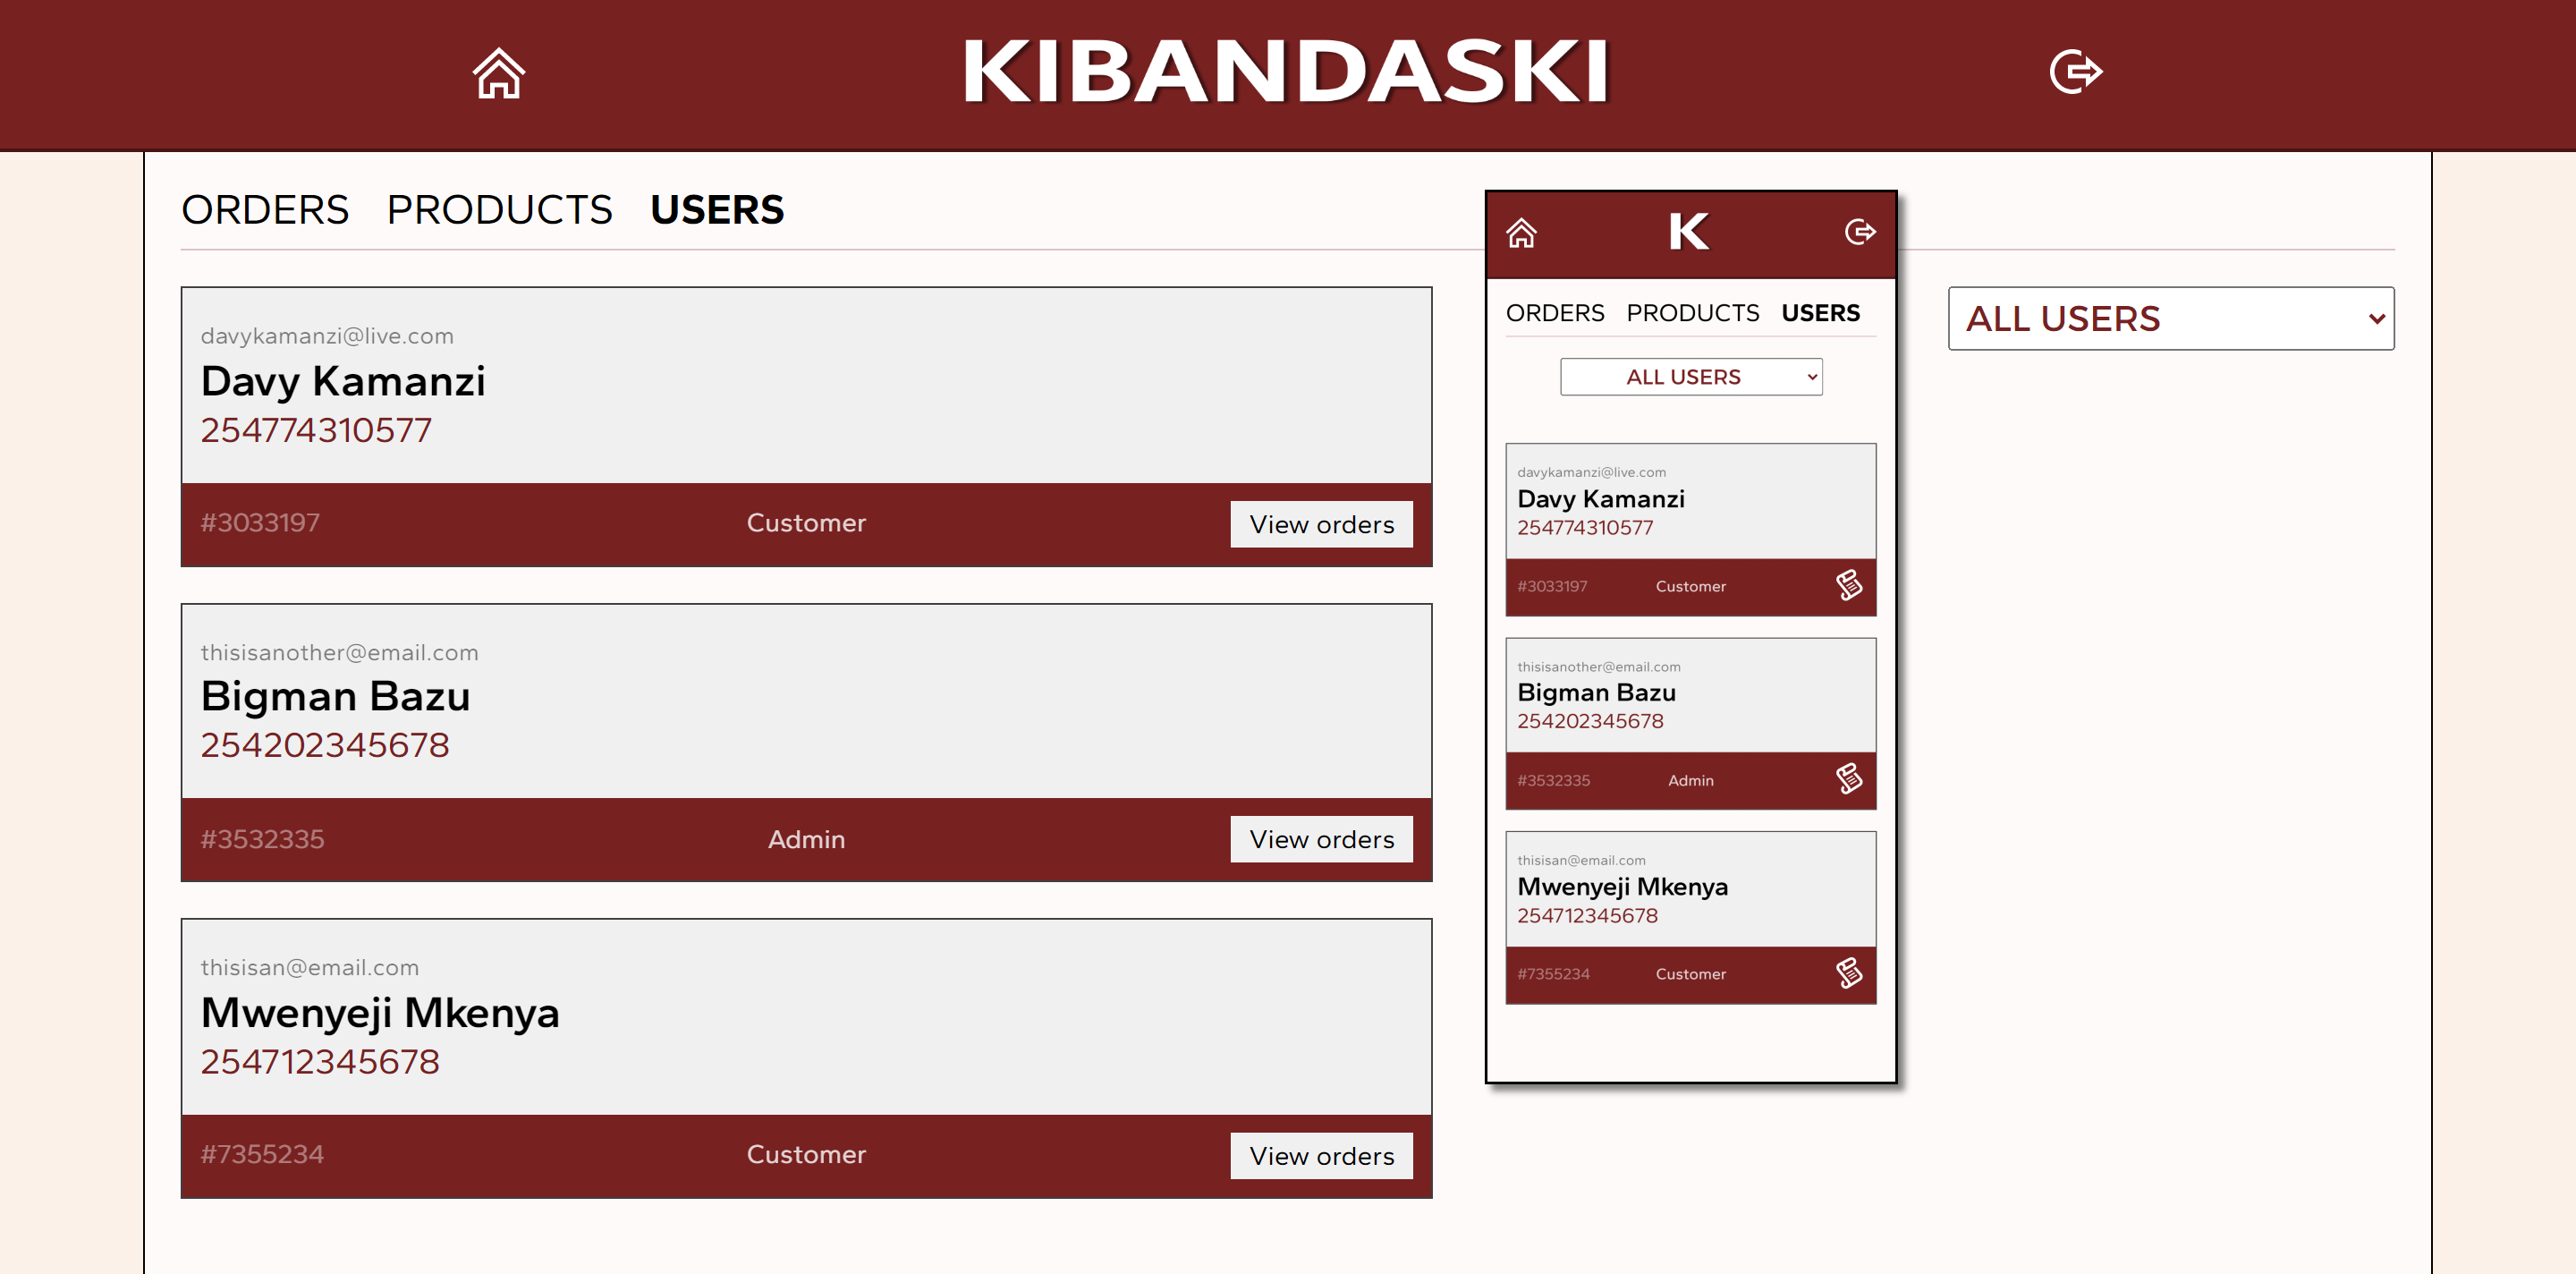 KIBANDASKI
ORDERS PRODUCTS USERS
ALL USERS
davykamanzi@live.com
Davy Kamanzi
254774310577
#3033197 Customer View orders
thisisanother@email.com
Bigman Bazu
254202345678
#3532335 Admin View orders
thisisan@email.com
Mwenyeji Mkenya
254712345678
#7355234 Customer View orders
K
ORDERS PRODUCTS USERS
ALL USERS
davykamanzi@live.com
Davy Kamanzi
254774310577
#3033197 Customer
thisisanother@email.com
Bigman Bazu
254202345678
#3532335 Admin
thisisan@email.com
Mwenyeji Mkenya
254712345678
#7355234 Customer